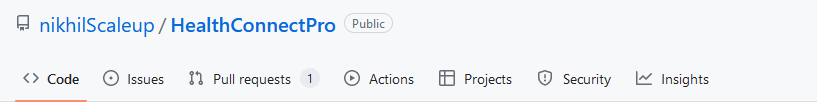 nikhilScaleup / HealthConnectPro Public
Code Issues Pull requests 1 Actions Projects Security Insights